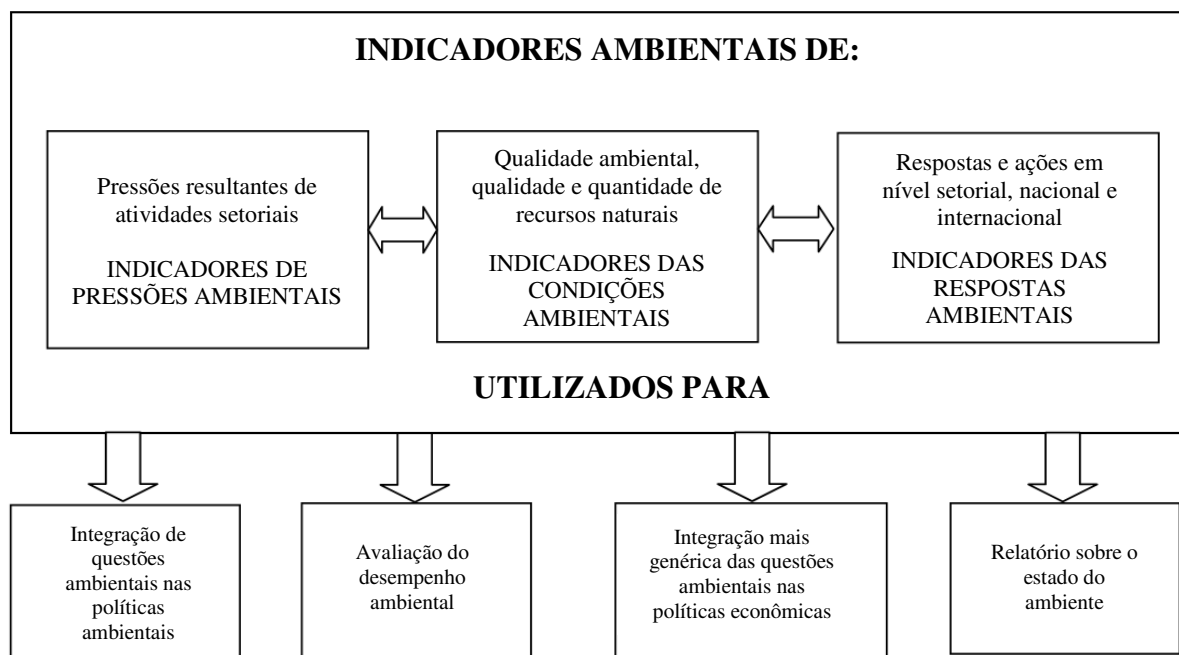 INDICADORES AMBIENTAIS DE:
Pressões resultantes de
atividades setoriais
INDICADORES DE
PRESSÕES AMBIENTAIS
Qualidade ambiental,
qualidade e quantidade de
recursos naturais
INDICADORES DAS
CONDIÇÕES
AMBIENTAIS
Respostas e ações em
nível setorial, nacional e
internacional
INDICADORES DAS
RESPOSTAS
AMBIENTAIS
UTILIZADOS PARA
Integração de
questões
ambientais nas
políticas
ambientais
Avaliação do
desempenho
ambiental
Integração mais
genérica das questões
ambientais nas
políticas econômicas
Relatório sobre o
estado do
ambiente